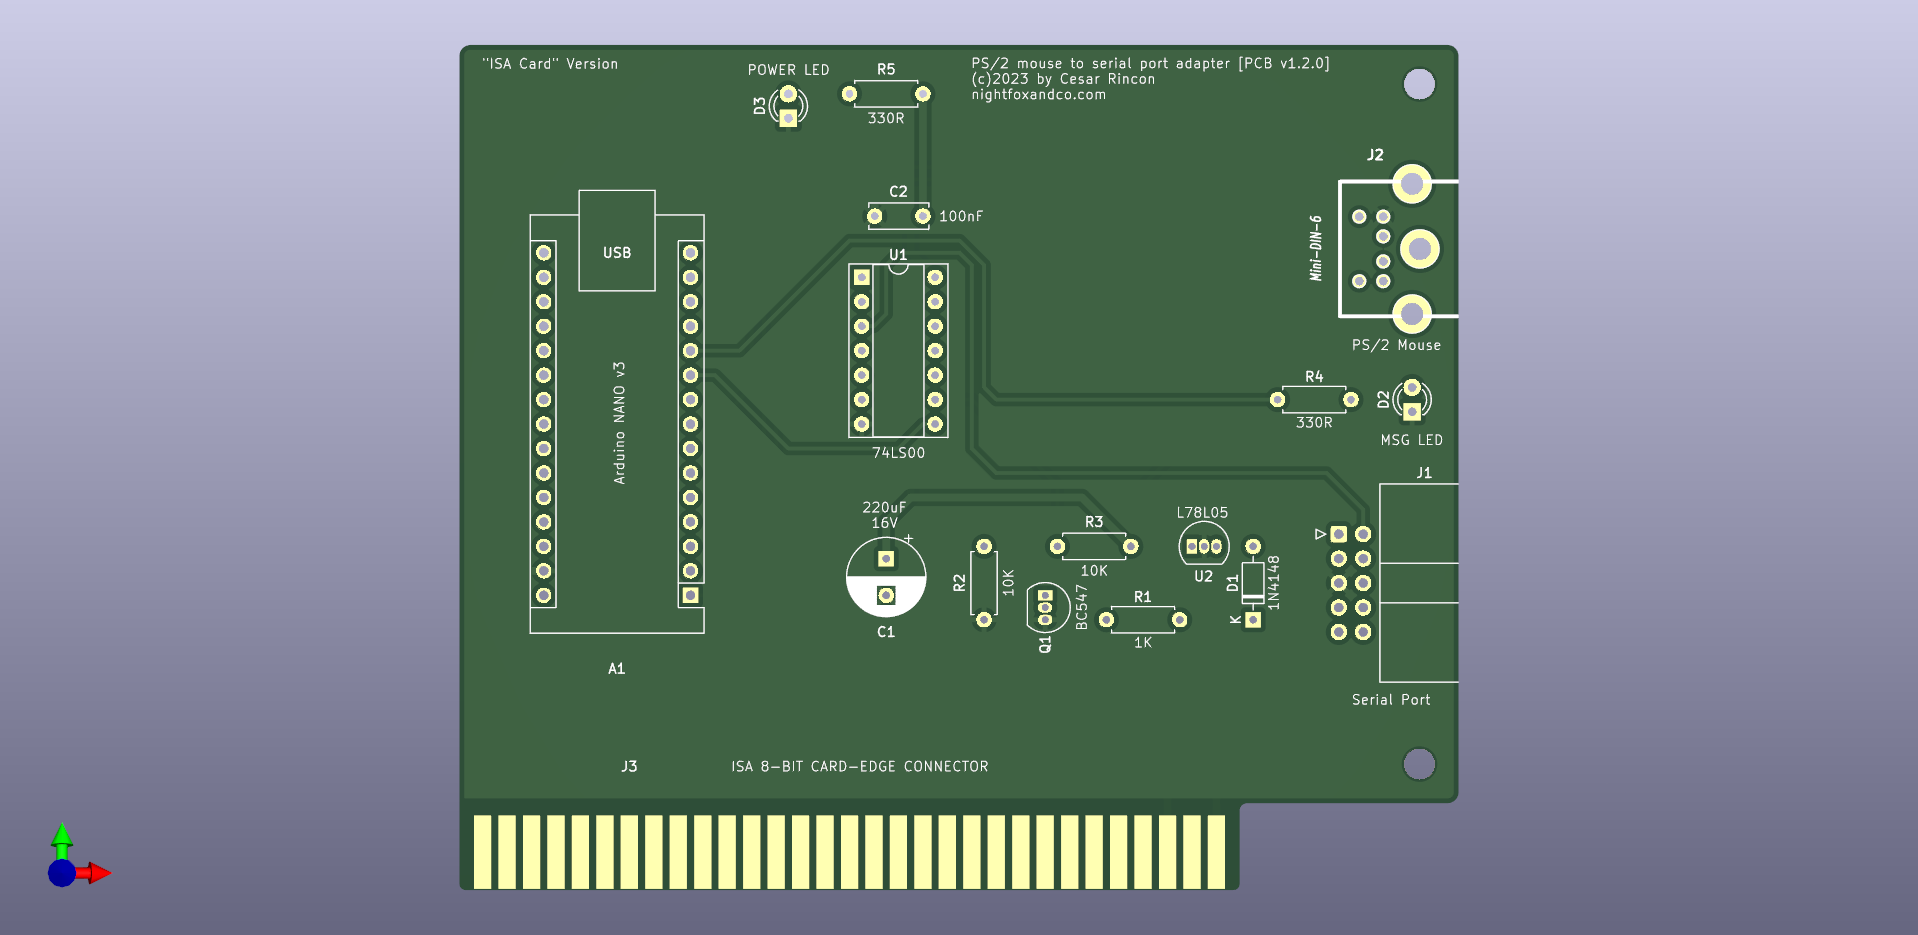 "ISA Card" Version
POWER LED
D3
R5
330R
PS/2 mouse to serial port adapter [PCB v1.2.0]
(c)2023 by Cesar Rincon
nightfoxandco.com
J2
Mini-DIN-6
PS/2 Mouse
C2
100nF
USB
Arduino NANO v3
A1
U1
74LS00
R4
330R
D2
MSG LED
J1
Serial Port
220uF
16V
+
C1
R2
10K
R3
10K
Q1
BC547
R1
1K
L78L05
U2
D1
1N4148
K
J3
ISA 8-BIT CARD-EDGE CONNECTOR